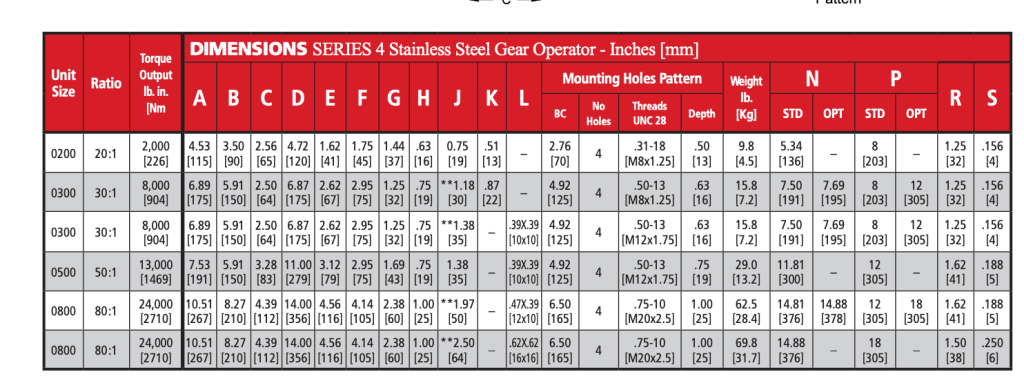 C
Pattern
DIMENSIONS SERIES 4 Stainless Steel Gear Operator - Inches [mm]
Unit Size Ratio Torque Output lb. in. [Nm A B C D E F G H J K L Mounting Holes Pattern Weight lb. [Kg] N P R S
BC No Holes Threads UNC 28 Depth STD OPT STD OPT
0200 20:1 2,000 4.53 3.50 2.56 4.72 1.62 1.75 1.44 .63 0.75 .51 – 2.76 4 .31-18 .50 9.8 5.34 – 8 – 1.25 .156
[226] [115] [90] [65] [120] [41] [45] [37] [16] [19] [13] [70] [M8x1.25] [13] [4.5] [136] [203] [32] [4]
0300 30:1 8,000 6.89 5.91 2.50 6.87 2.62 2.95 1.25 .75 **1.18 .87 – 4.92 4 .50-13 .63 15.8 7.50 7.69 8 12 1.25 .156
[904] [175] [150] [64] [175] [67] [75] [32] [19] [30] [22] [125] [M8x1.25] [16] [7.2] [191] [195] [203] [305] [32] [4]
0300 30:1 8,000 6.89 5.91 2.50 6.87 2.62 2.95 1.25 .75 **1.38 – .39X.39 4.92 4 .50-13 .63 15.8 7.50 7.69 8 12 1.25 .156
[904] [175] [150] [64] [175] [67] [75] [32] [19] [35] [10x10] [125] [M12x1.75] [16] [7.2] [191] [195] [203] [305] [32] [4]
0500 50:1 13,000 7.53 5.91 3.28 11.00 3.12 2.95 1.69 .75 1.38 – .39X.39 4.92 4 .50-13 .75 29.0 11.81 – 12 – 1.62 .188
[1469] [191] [150] [83] [279] [79] [75] [43] [19] [35] [10x10] [125] [M12x1.75] [19] [13.2] [300] [305] [41] [5]
0800 80:1 24,000 10.51 8.27 4.39 14.00 4.56 4.14 2.38 1.00 **1.97 – .47X.39 6.50 4 .75-10 1.00 62.5 14.81 14.88 12 18 1.62 .188
[2710] [267] [210] [112] [356] [116] [105] [60] [25] [50] [12x10] [165] [M20x2.5] [25] [28.4] [376] [378] [305] [305] [41] [5]
0800 80:1 24,000 10.51 8.27 4.39 14.00 4.56 4.14 2.38 1.00 **2.50 – .62X.62 6.50 4 .75-10 1.00 69.8 14.88 – 18 – 1.50 .250
[2710] [267] [210] [112] [356] [116] [105] [60] [25] [64] [16x16] [165] [M20x2.5] [25] [31.7] [376] [305] [38] [6]